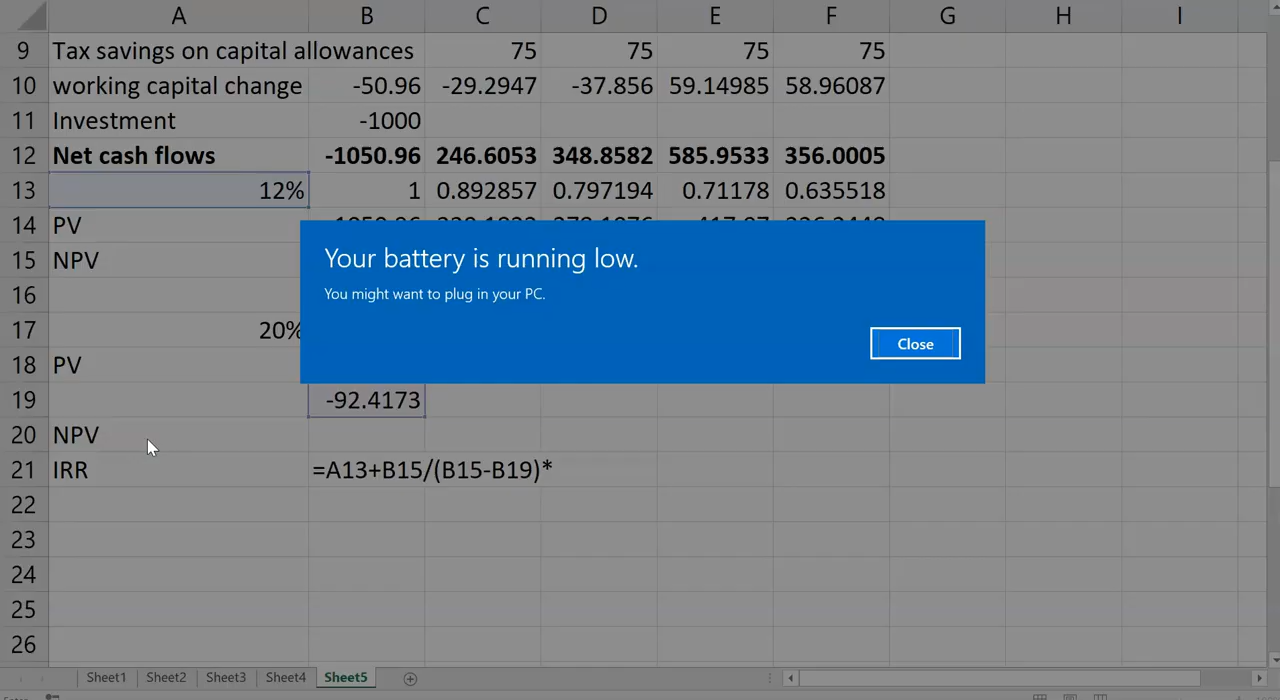 A B C D E F G H I
9 Tax savings on capital allowances 75 75 75 75
10 working capital change -50.96 -29.2947 -37.856 59.14985 58.96087
11 Investment -1000
12 Net cash flows -1050.96 246.6053 348.8582 585.9533 356.0005
13 12% 1 0.892857 0.797194 0.71178 0.635518
14 PV
15 NPV
Your battery is running low.
You might want to plug in your PC.
Close
16
17 20%
18 PV
19 -92.4173
20 NPV
21 IRR =A13+B15/(B15-B19)*
22
23
24
25
26
Sheet1 Sheet2 Sheet3 Sheet4 Sheet5